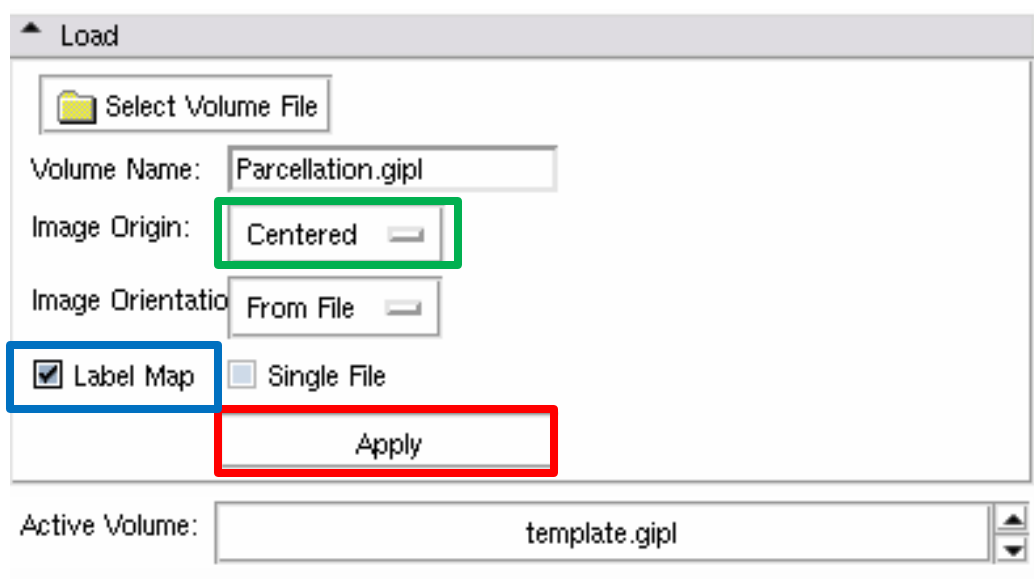 Load
Select Volume File
Volume Name: Parcellation.gipl
Image Origin: Centered
Image Orientatio From File
Label Map Single File
Apply
Active Volume: template.gipl